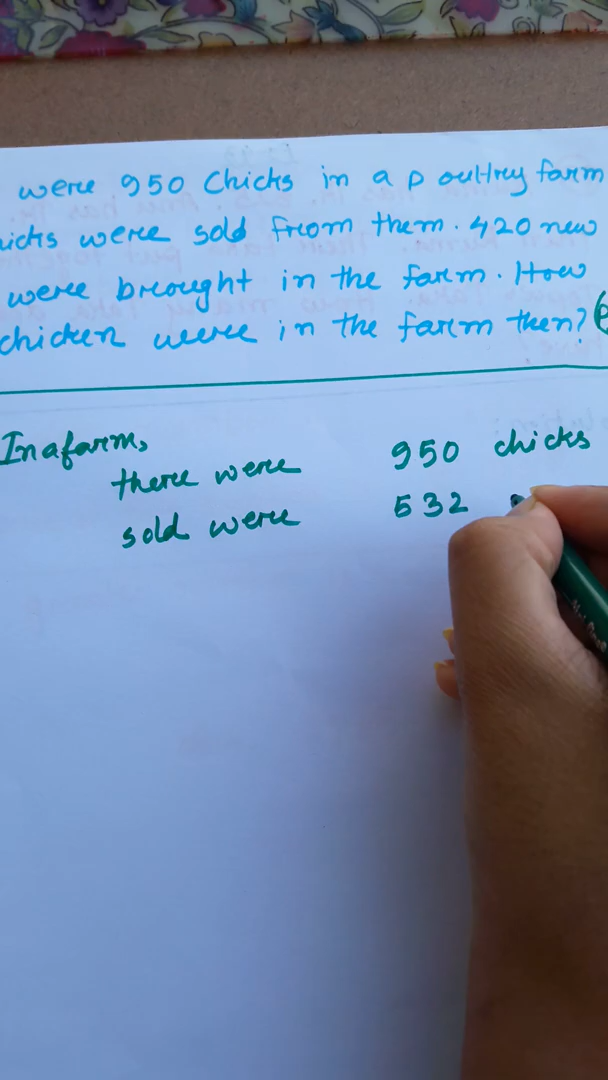 were 950 Chicks in a poultry farm
icks were sold from them. 420 new
were brought in the farm. How
chicken were in the farm then?
In a farm,
there were 950 chicks
sold were 532